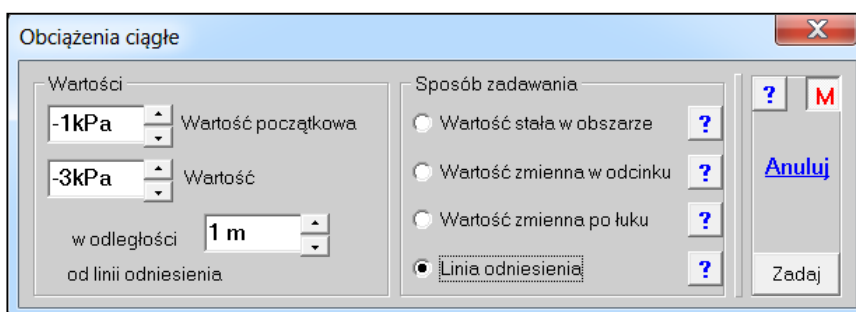 Obciążenia ciągłe
X
Wartości
-1kPa Wartość początkowa
-3kPa Wartość
w odległości 1 m
od linii odniesienia
Sposób zadawania
Wartość stała w obszarze ?
Wartość zmienna w odcinku ?
Wartość zmienna po łuku ?
Linia odniesienia ?
? M
Anuluj
Zadaj